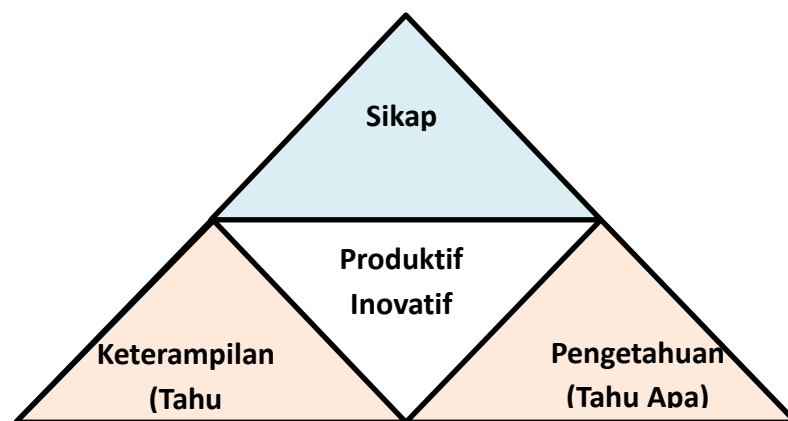 Sikap
Produktif
Inovatif
Keterampilan
Pengetahuan
(Tahu
(Tahu Apa)